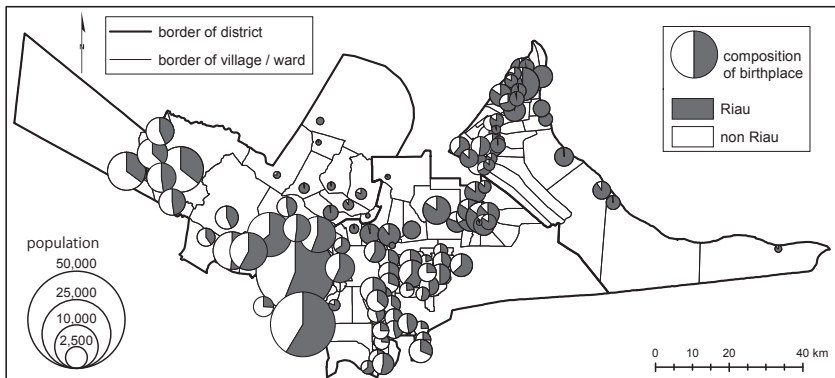 N
border of district
border of village / ward
composition
of birthplace
Riau
non Riau
population
50,000
25,000
10,000
2,500
0 10 20 30 40 km